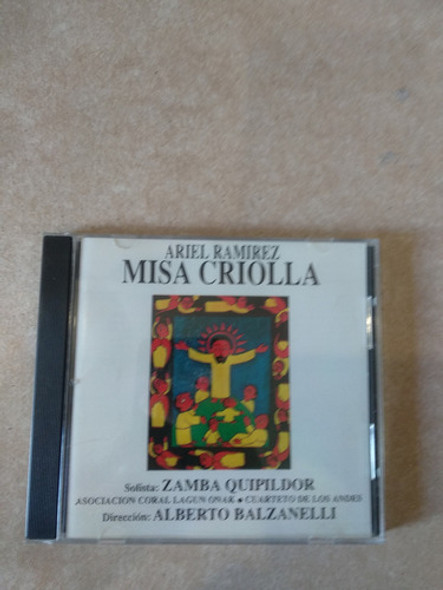 ARIEL RAMIREZ
MISA CRIOLLA
Solista: ZAMBA QUIPILDOR
ASOCIACION CORAL LAGUN ONAK • CUARTETO DE LOS ANDES
Dirección: ALBERTO BALZANELLI